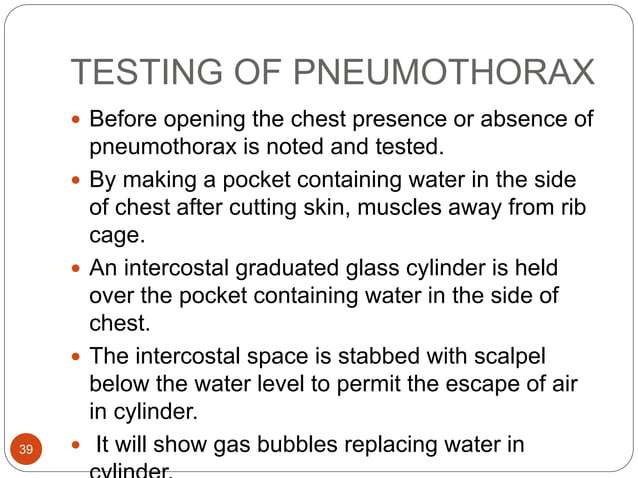 TESTING OF PNEUMOTHORAX
Before opening the chest presence or absence of
pneumothorax is noted and tested.
By making a pocket containing water in the side
of chest after cutting skin, muscles away from rib
cage.
An intercostal graduated glass cylinder is held
over the pocket containing water in the side of
chest.
The intercostal space is stabbed with scalpel
below the water level to permit the escape of air
in cylinder.
It will show gas bubbles replacing water in
cylinder.
39